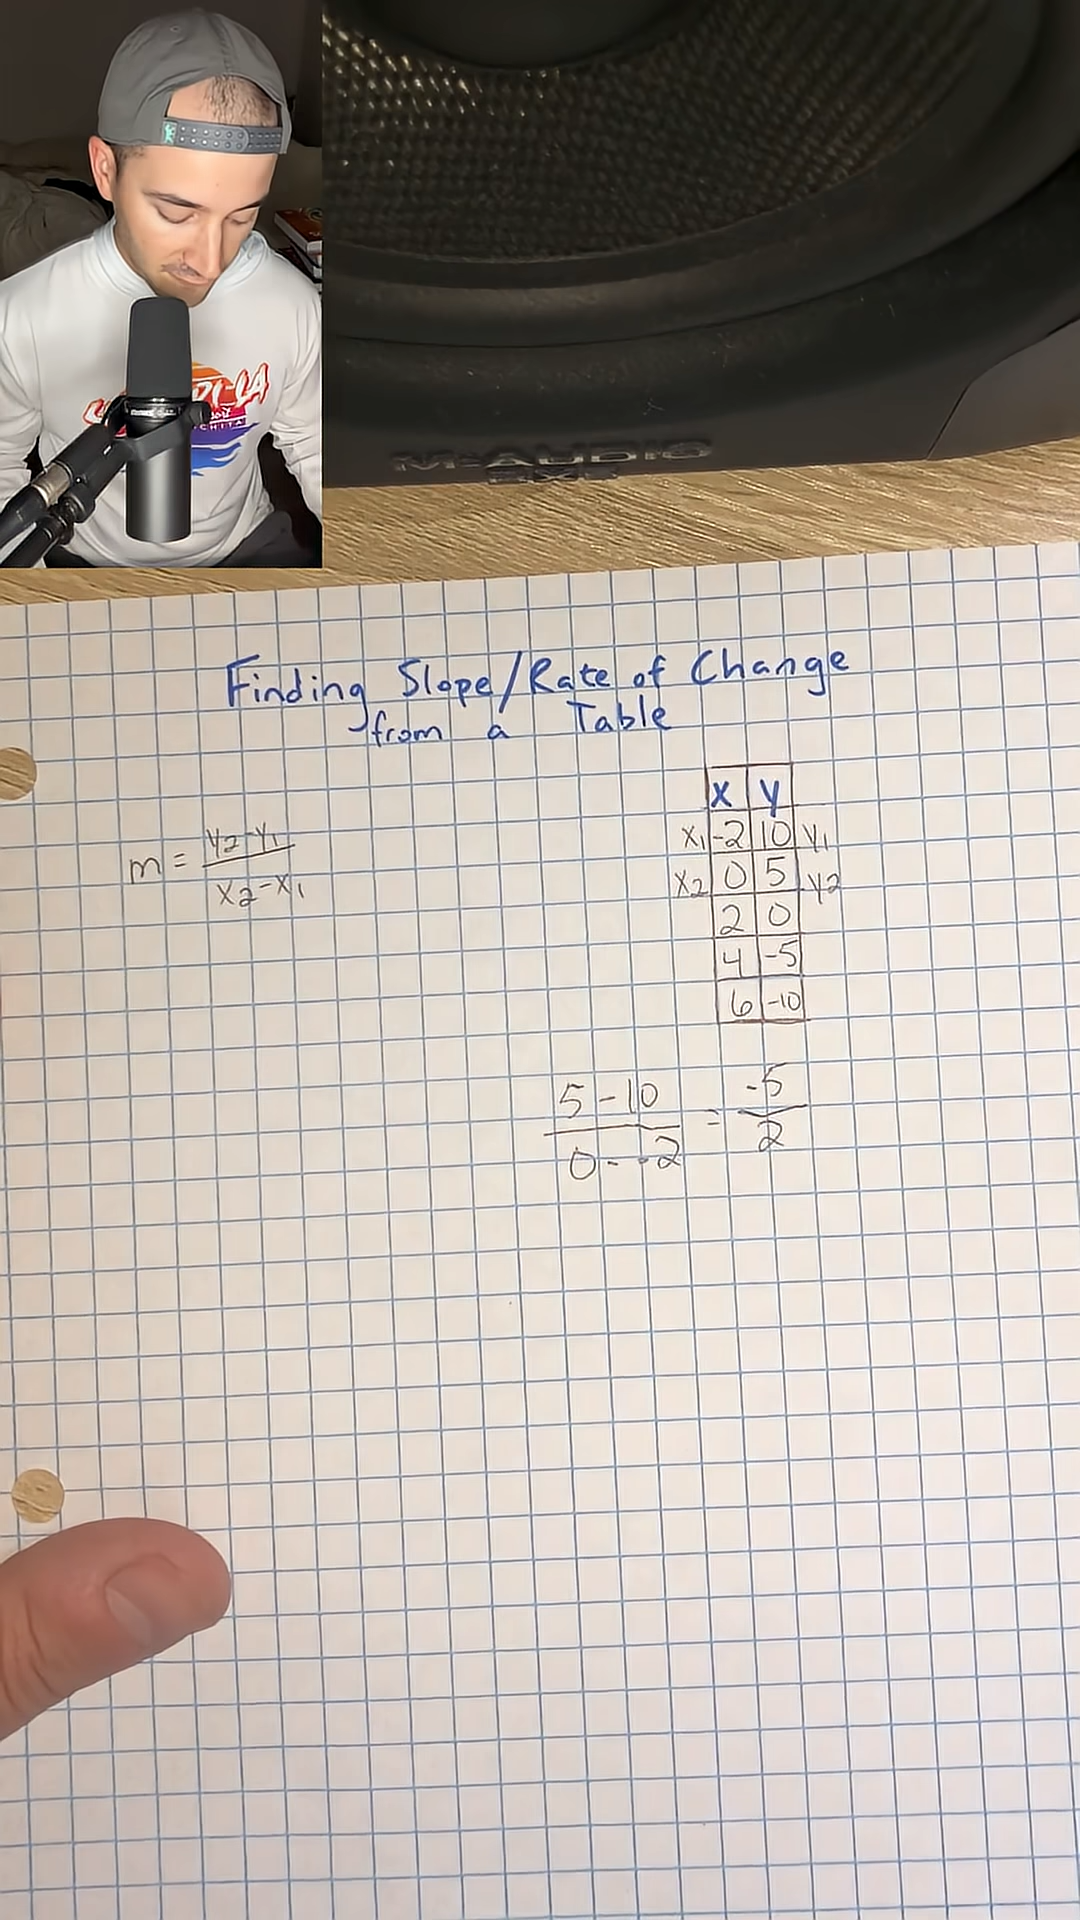 M-AUDIO
Finding Slope/Rate of Change
from a Table
m = y2-y1
x2-x1
x y
x1 -2 10 y1
x2 0 5 y2
2 0
4 -5
6 -10
5 - 10 = -5
0 - -2 2